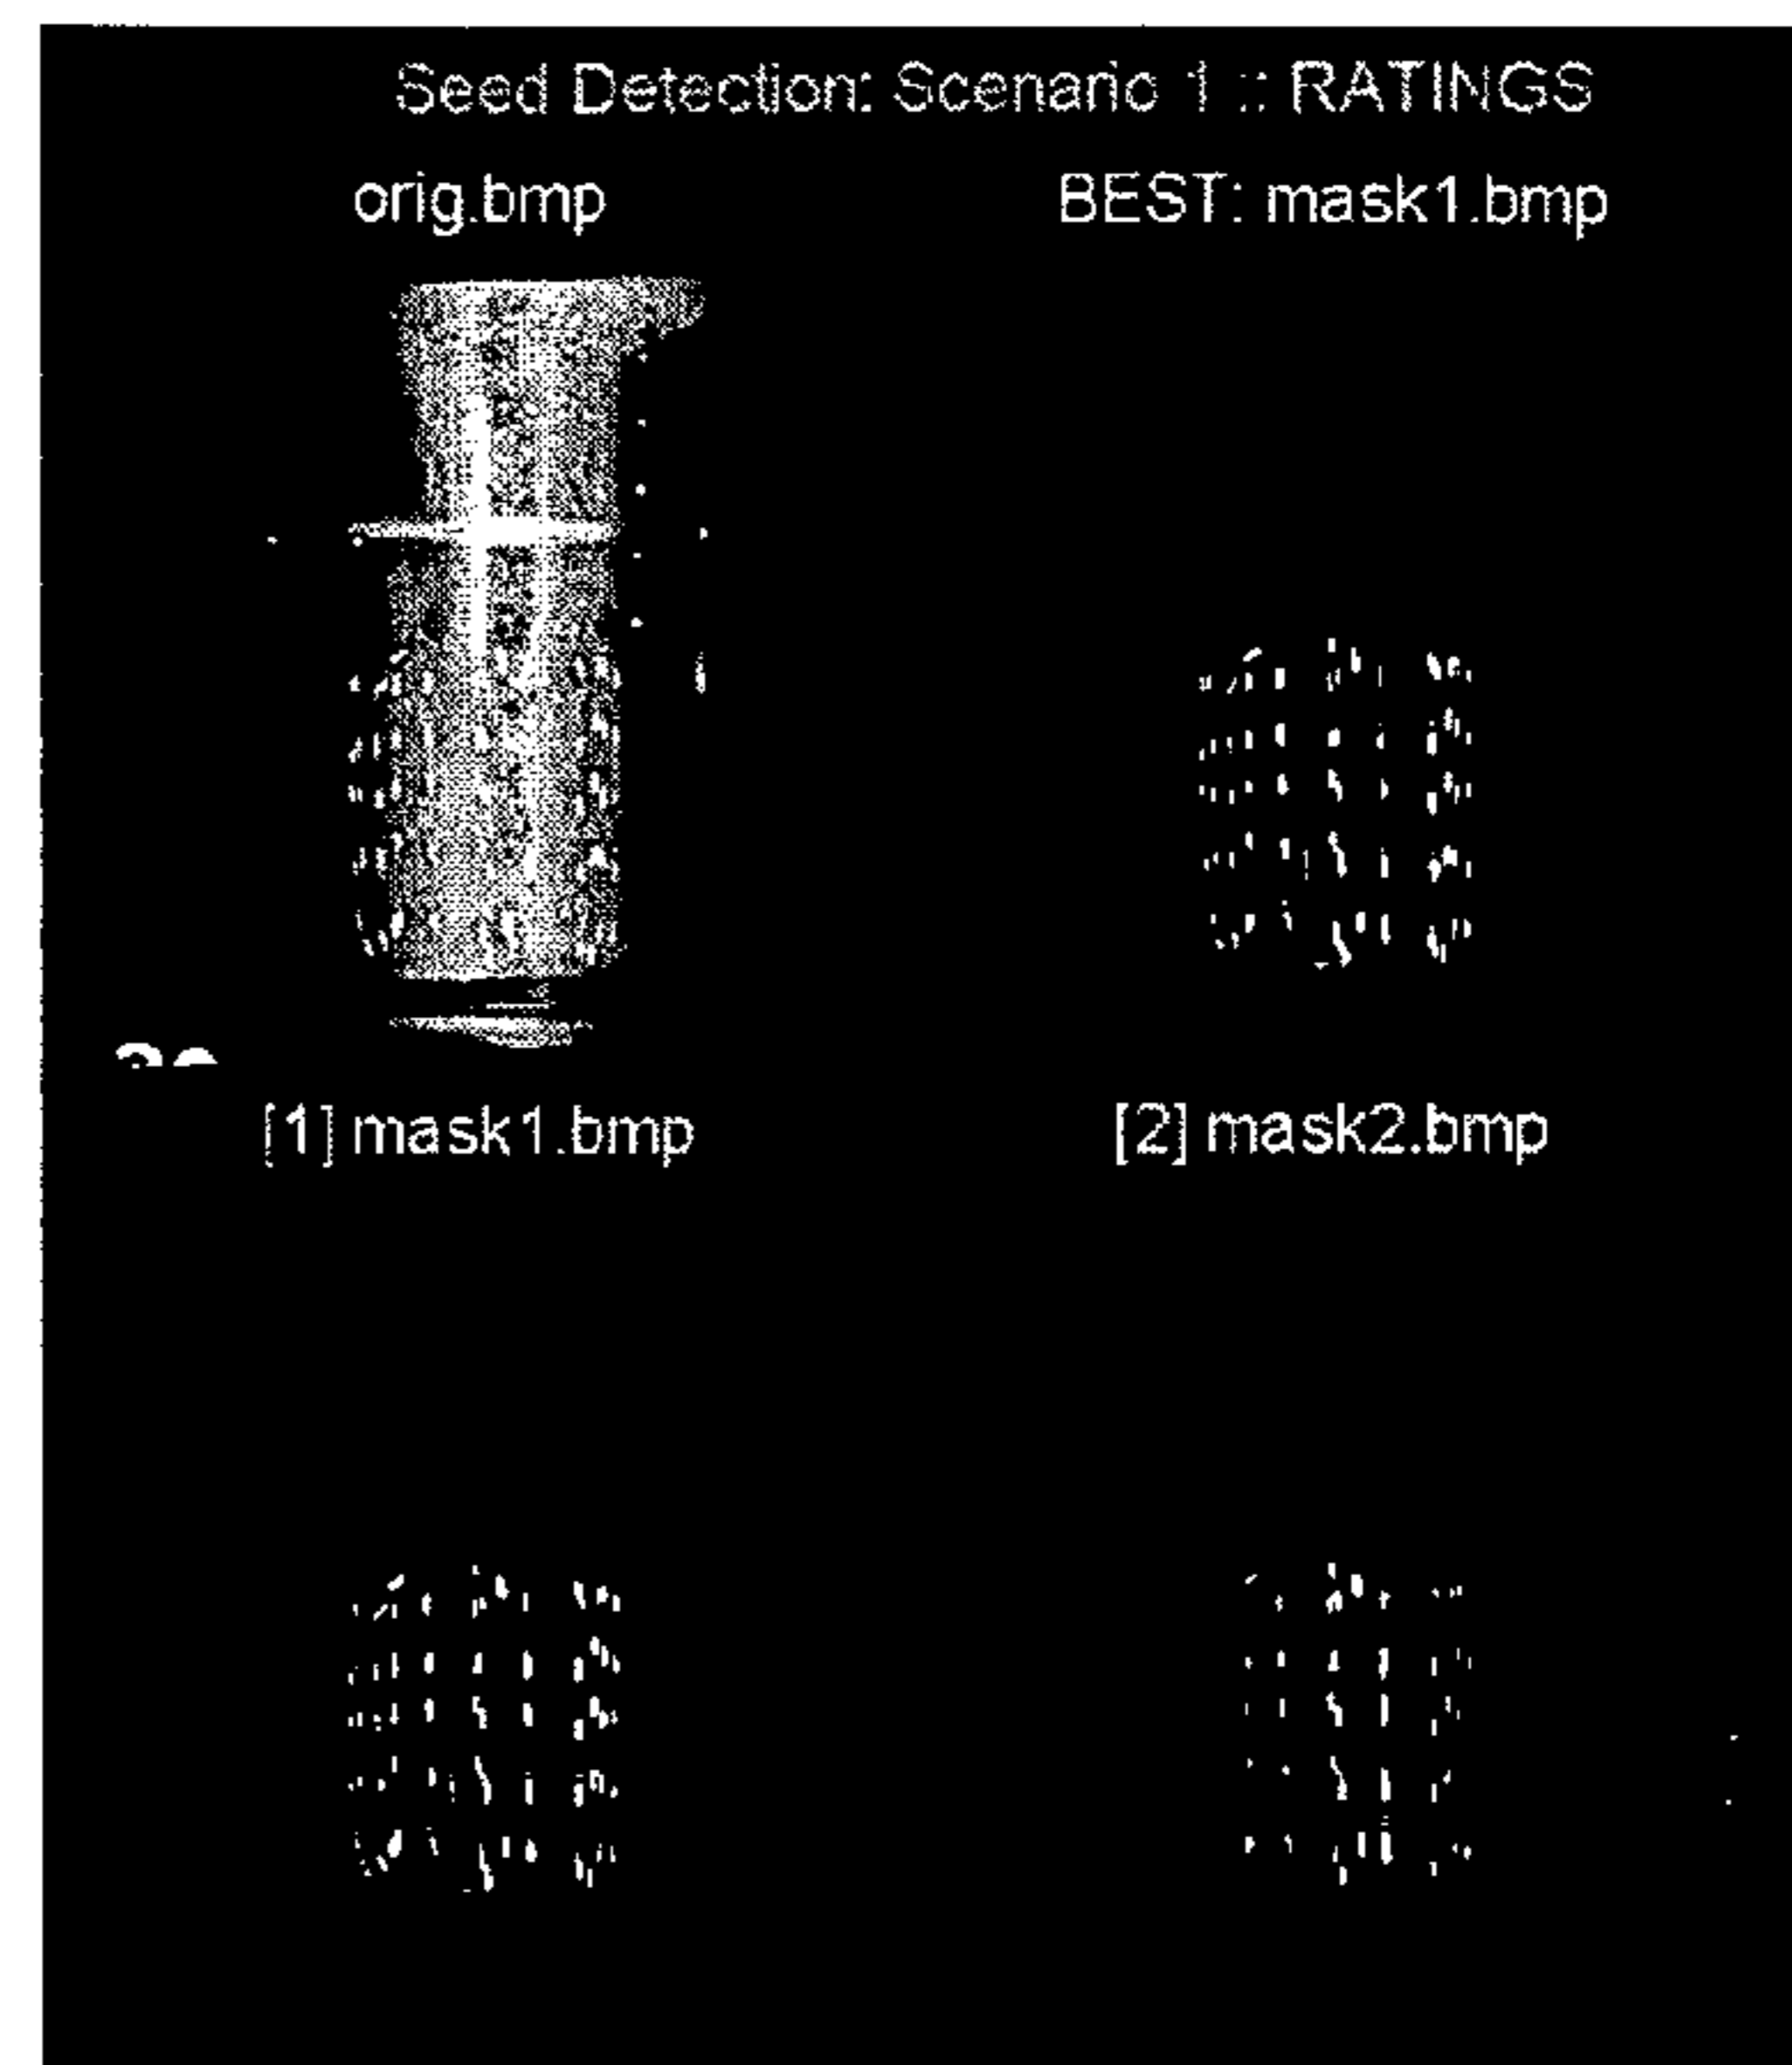 Seed Detection: Scenario 1 :: RATINGS
orig.bmp
BEST: mask1.bmp
[1] mask1.bmp
[2] mask2.bmp